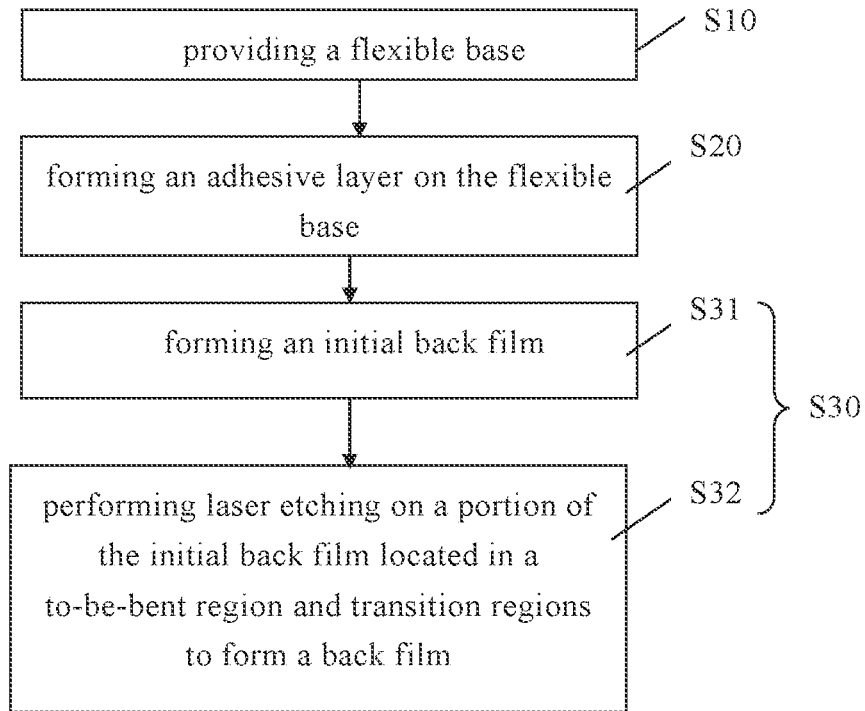 S10
providing a flexible base
S20
forming an adhesive layer on the flexible
base
S31
forming an initial back film
S30
S32
performing laser etching on a portion of
the initial back film located in a
to-be-bent region and transition regions
to form a back film